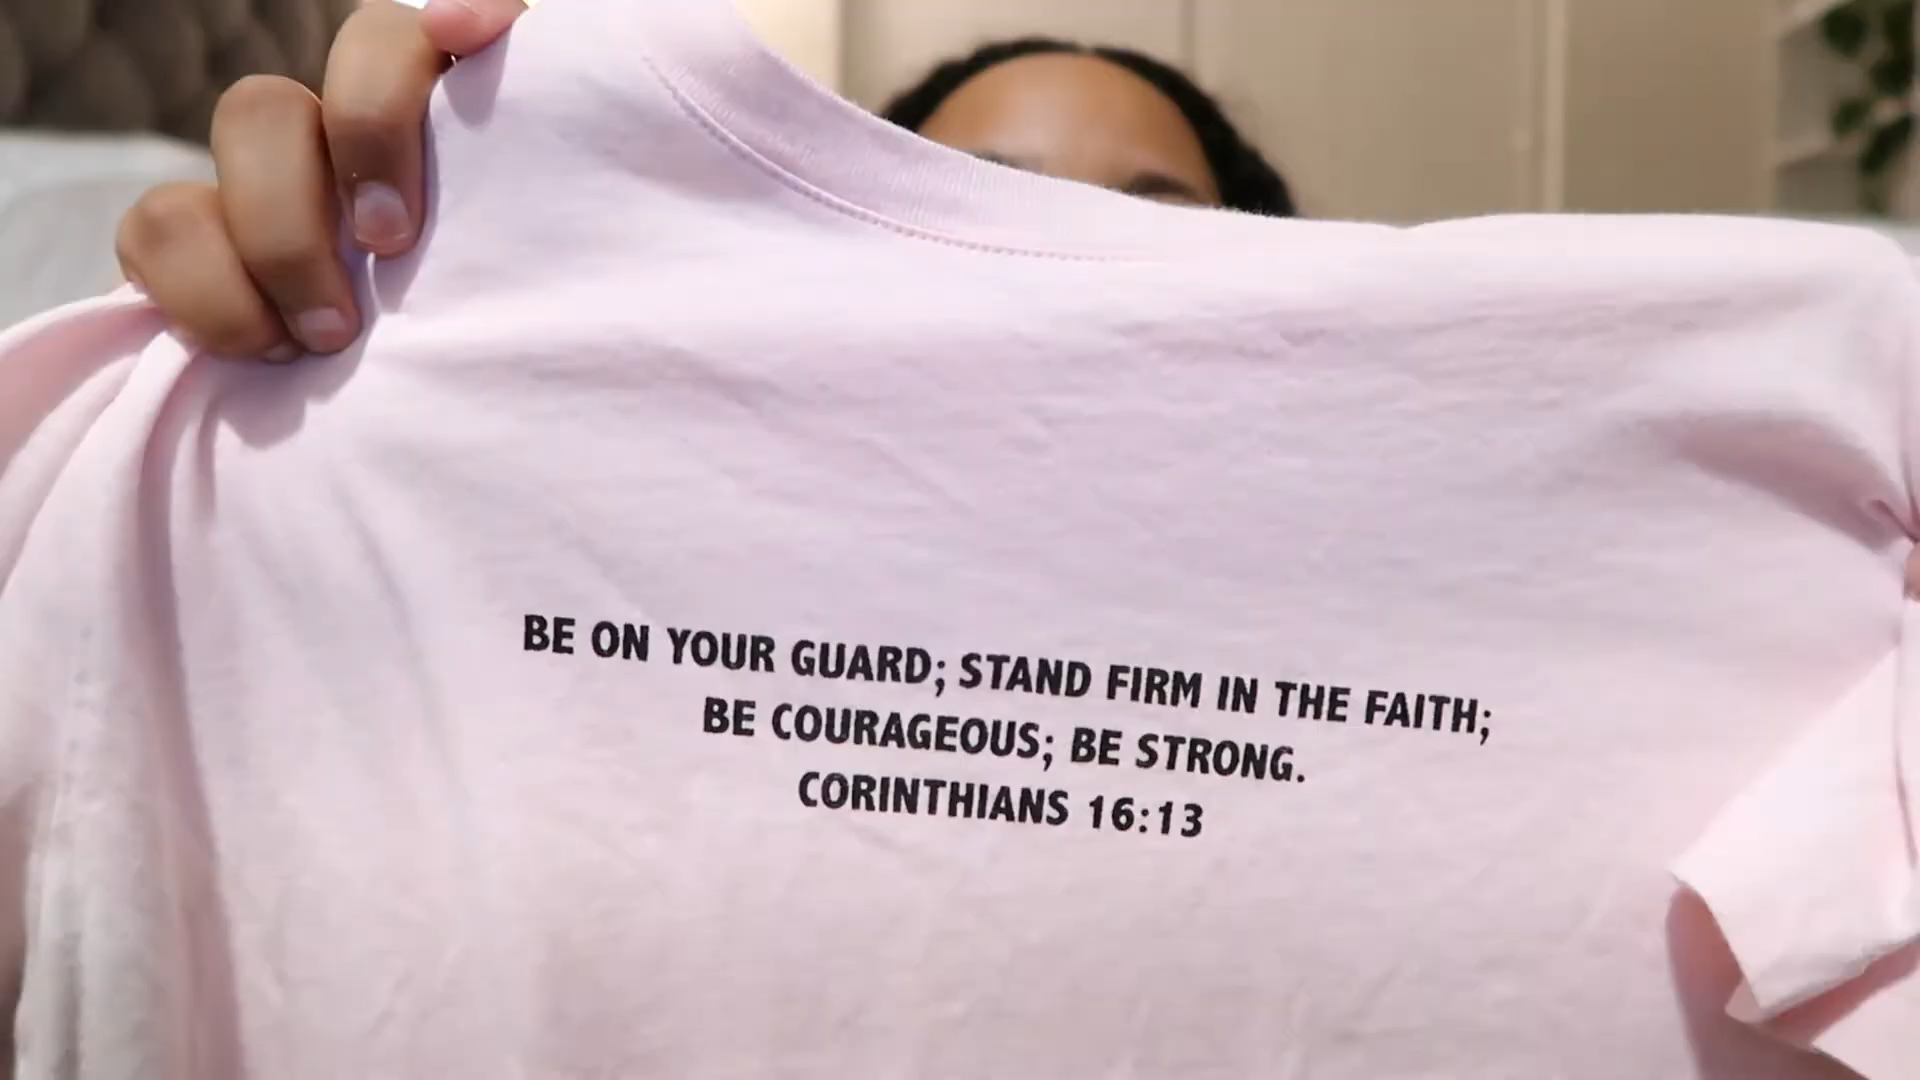 BE ON YOUR GUARD; STAND FIRM IN THE FAITH;
BE COURAGEOUS; BE STRONG.
CORINTHIANS 16:13